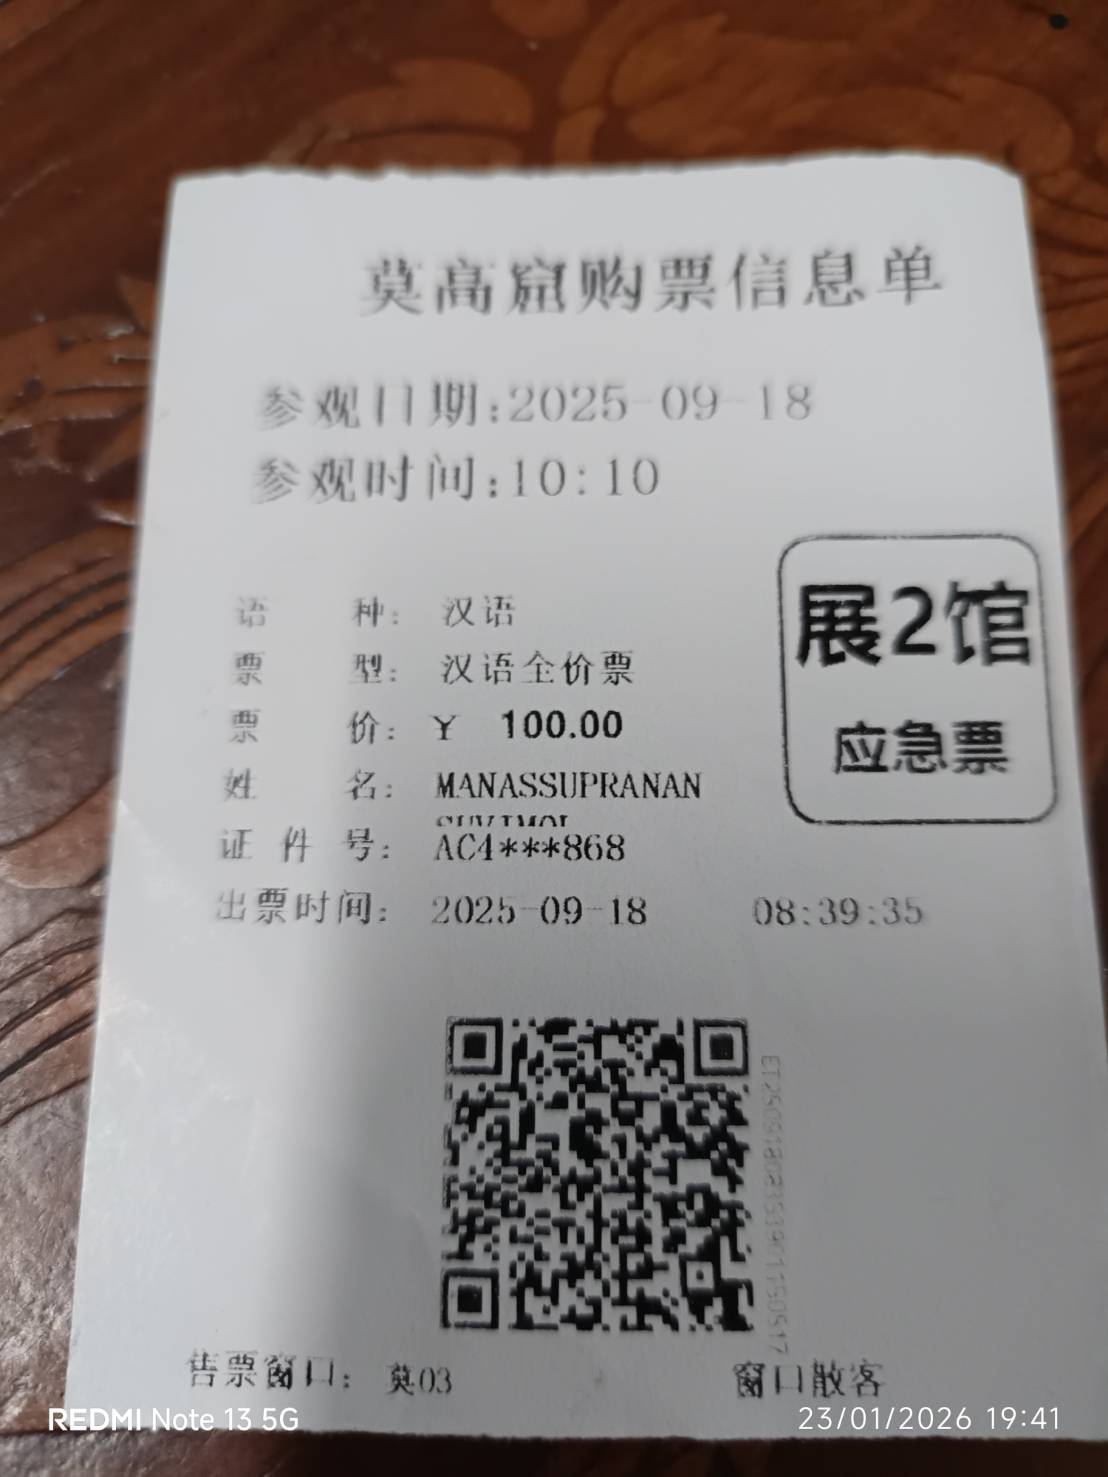 莫高窟购票信息单
参观日期:2025-09-18
参观时间:10:10
展2馆
应急票
语 种: 汉语
票 型: 汉语全价票
票 价: ¥ 100.00
姓 名: MANASSUPRANAN
证 件 号: AC4***868
出票时间: 2025-09-18 08:39:35
售票窗口: 莫03 窗口散客
REDMI Note 13 5G
23/01/2026 19:41